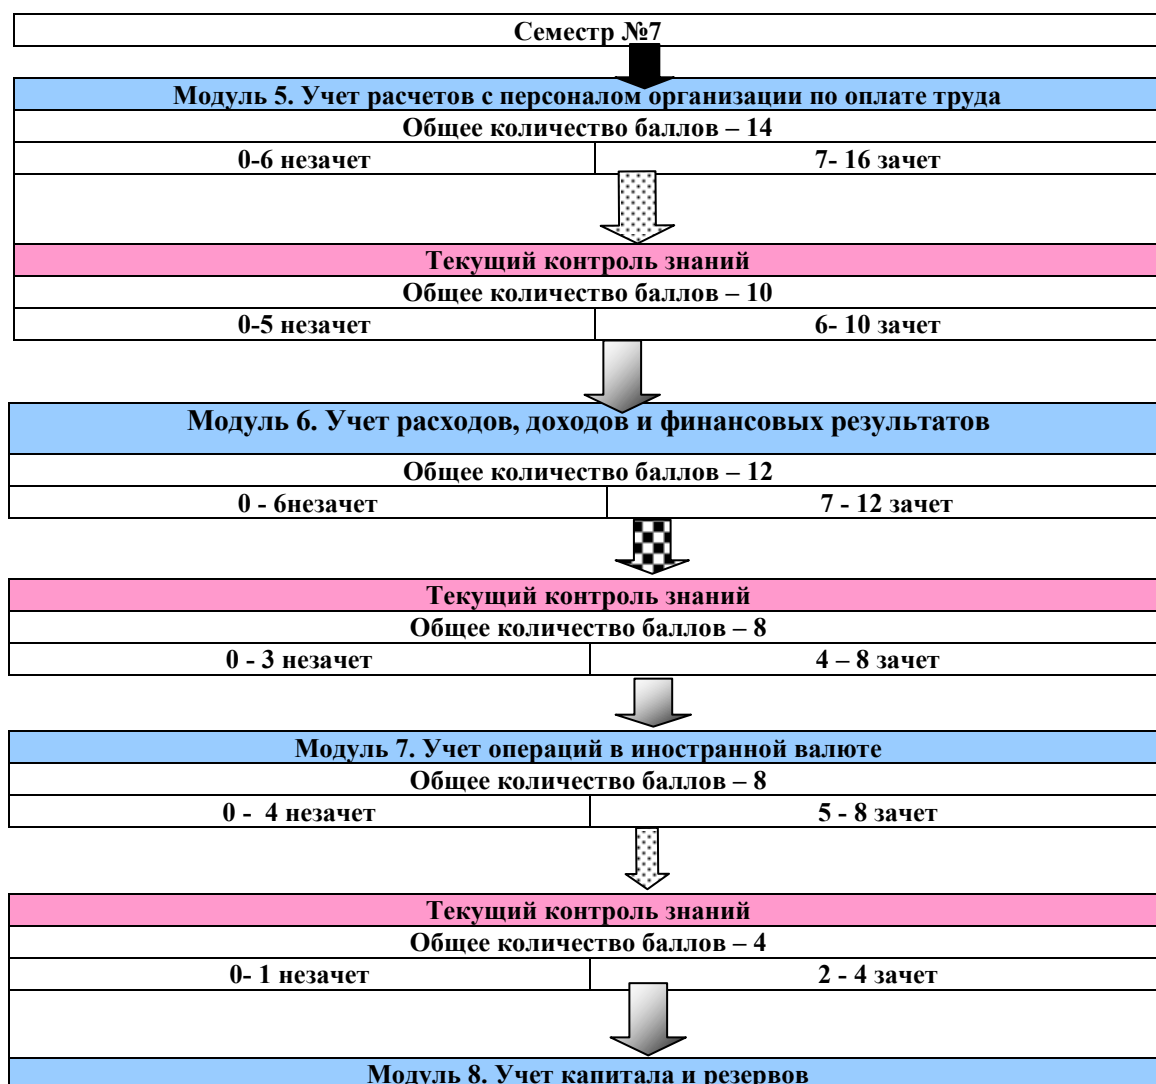 Семестр №7
Модуль 5. Учет расчетов с персоналом организации по оплате труда
Общее количество баллов – 14
0-6 незачет 7- 16 зачет
Текущий контроль знаний
Общее количество баллов – 10
0-5 незачет 6- 10 зачет
Модуль 6. Учет расходов, доходов и финансовых результатов
Общее количество баллов – 12
0 - 6незачет 7 - 12 зачет
Текущий контроль знаний
Общее количество баллов – 8
0 - 3 незачет 4 – 8 зачет
Модуль 7. Учет операций в иностранной валюте
Общее количество баллов – 8
0 - 4 незачет 5 - 8 зачет
Текущий контроль знаний
Общее количество баллов – 4
0- 1 незачет 2 - 4 зачет
Модуль 8. Учет капитала и резервов